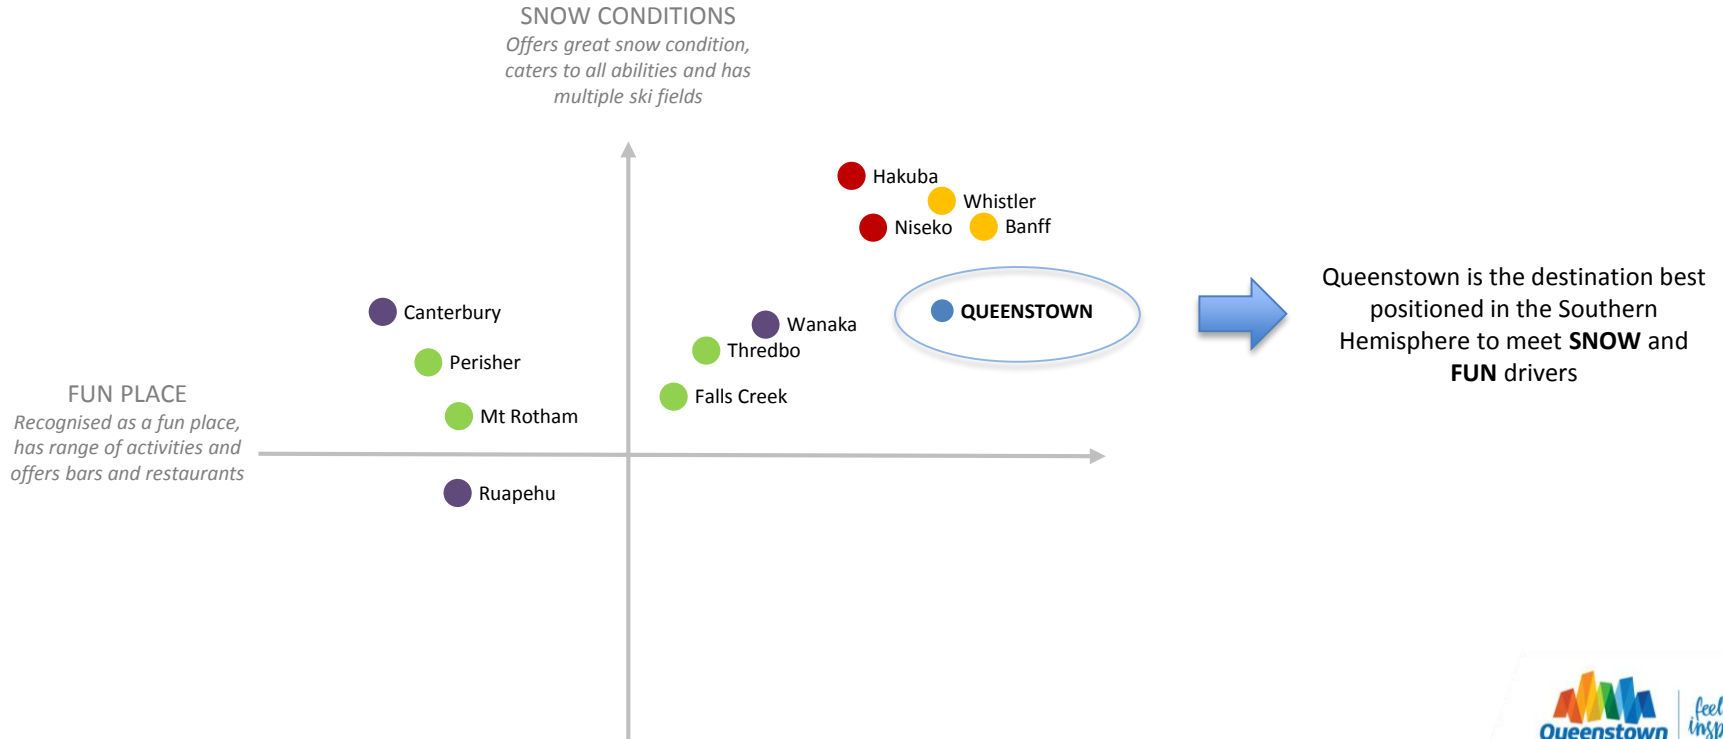 SNOW CONDITIONS
Offers great snow condition,
caters to all abilities and has
multiple ski fields
Hakuba
Whistler
Niseko
Banff
Canterbury
QUEENSTOWN
Wanaka
Thredbo
Perisher
Falls Creek
Mt Rotham
Ruapehu
FUN PLACE
Recognised as a fun place,
has range of activities and
offers bars and restaurants
Queenstown is the destination best
positioned in the Southern
Hemisphere to meet SNOW and
FUN drivers
Queenstown
feel
insp